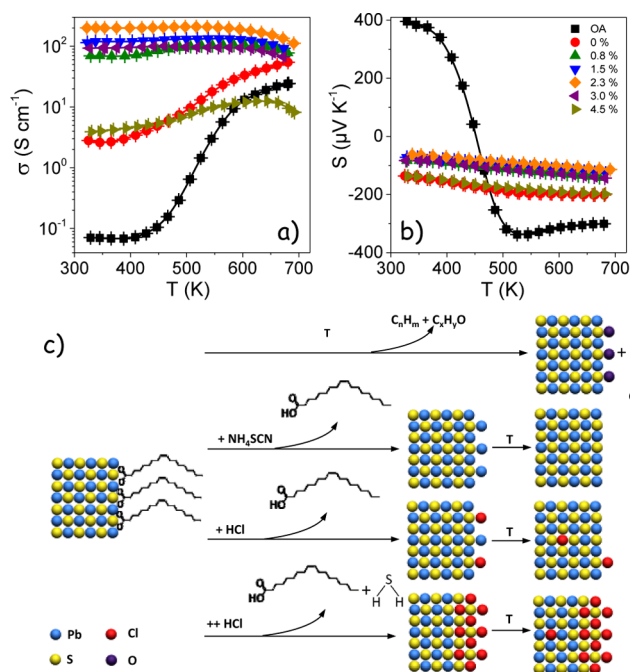 10²
10¹
10⁰
10⁻¹
σ (S cm⁻¹)
300 400 500 600 700
T (K)
a)
400
200
0
-200
-400
S (μV K⁻¹)
OA
0 %
0.8 %
1.5 %
2.3 %
3.0 %
4.5 %
300 400 500 600 700
T (K)
b)
c)
T
CₙHₘ + CₓHᵧO
+
HO
O
+ NH₄SCN
T
HO
O
+ HCl
T
HO
O
+
S
H H
++ HCl
T
Pb
Cl
S
O